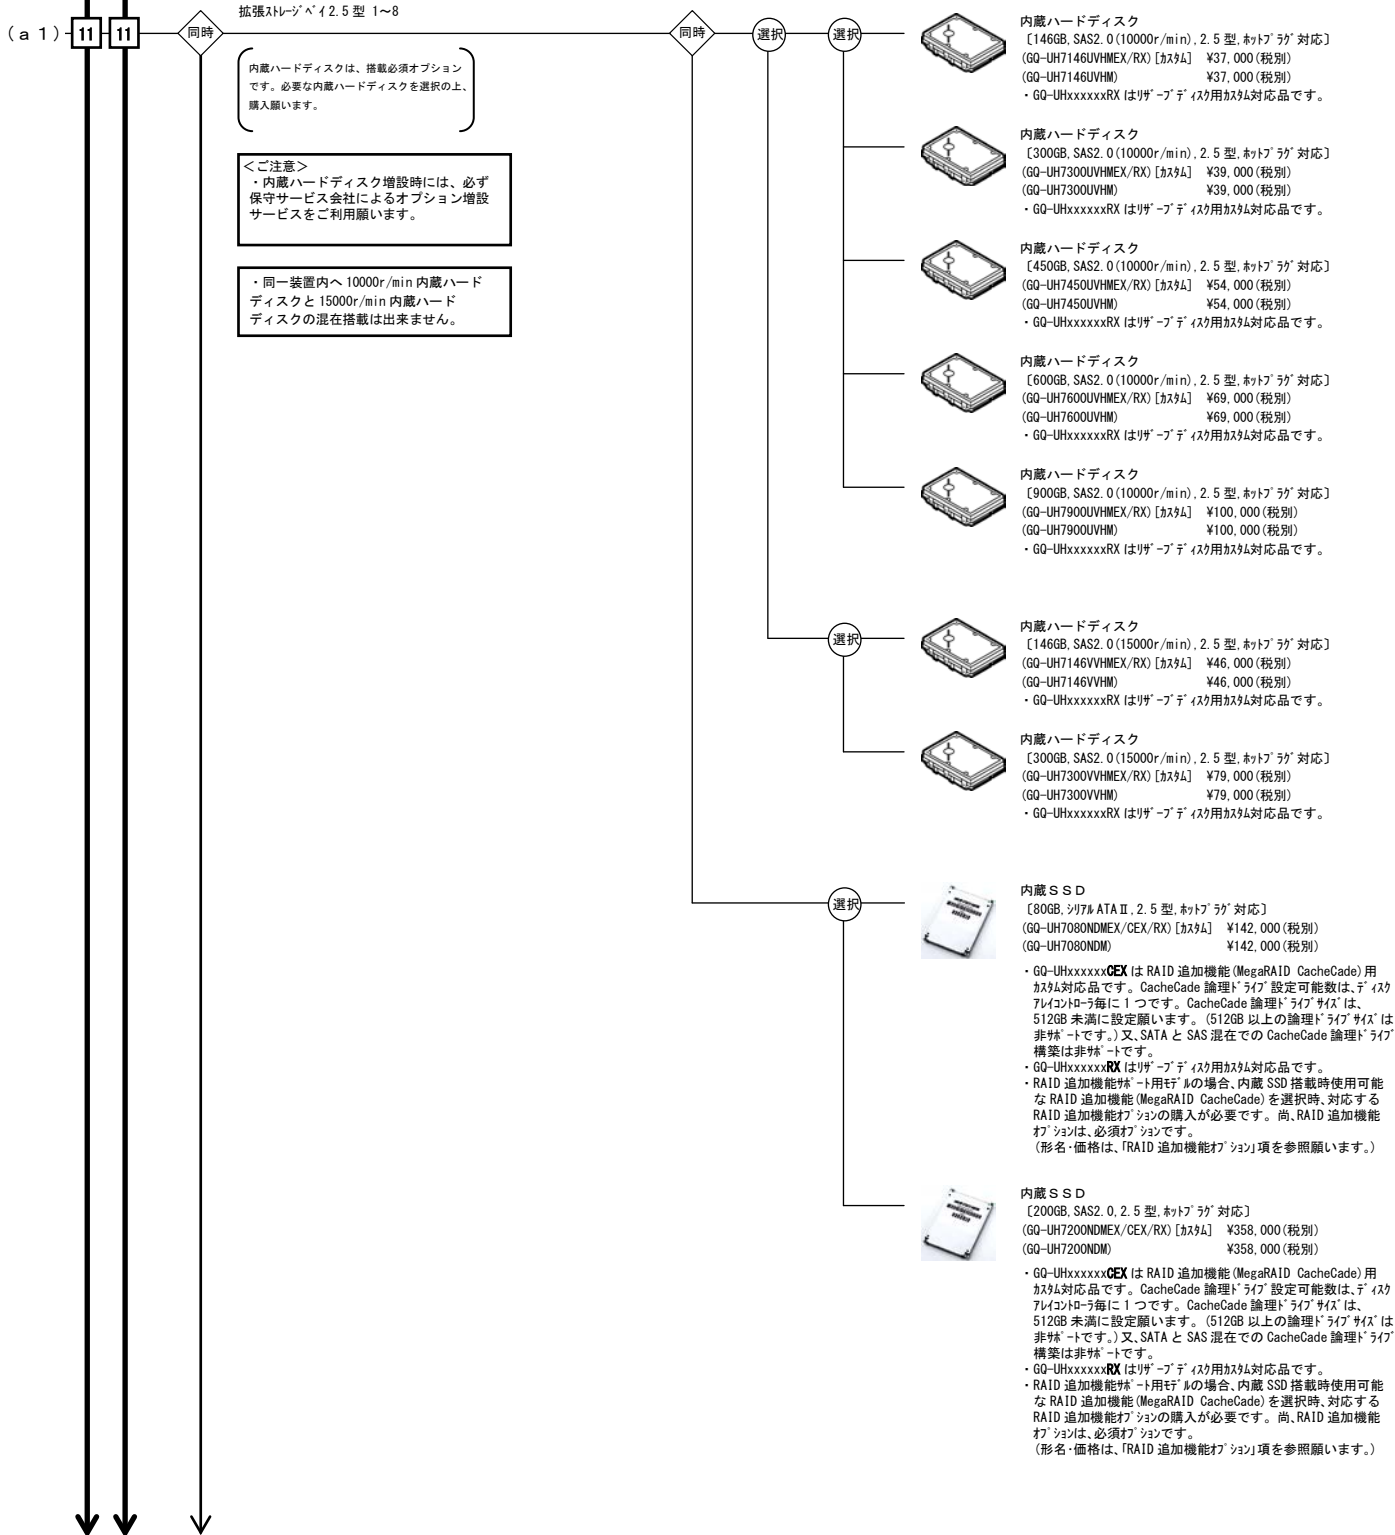 (ａ１)
11
11
同時
拡張ｽﾄﾚｰｼﾞﾍﾞｲ2.5型 1～8
内蔵ハードディスクは、搭載必須オプション
です。必要な内蔵ハードディスクを選択の上、
購入願います。
＜ご注意＞
・内蔵ハードディスク増設時には、必ず
保守サービス会社によるオプション増設
サービスをご利用願います。
・同一装置内へ10000r/min内蔵ハード
ディスクと15000r/min内蔵ハード
ディスクの混在搭載は出来ません。
同時
選択
選択
内蔵ハードディスク
〔146GB,SAS2.0(10000r/min),2.5型,ﾎｯﾄﾌﾟﾗｸﾞ対応〕
(GQ-UH7146UVHMEX/RX)[ｶｽﾀﾑ] ¥37,000(税別)
(GQ-UH7146UVHM) ¥37,000(税別)
・GQ-UHxxxxxxRXはﾘｻﾞｰﾌﾞﾃﾞｨｽｸ用ｶｽﾀﾑ対応品です。
内蔵ハードディスク
〔300GB,SAS2.0(10000r/min),2.5型,ﾎｯﾄﾌﾟﾗｸﾞ対応〕
(GQ-UH7300UVHMEX/RX)[ｶｽﾀﾑ] ¥39,000(税別)
(GQ-UH7300UVHM) ¥39,000(税別)
・GQ-UHxxxxxxRXはﾘｻﾞｰﾌﾞﾃﾞｨｽｸ用ｶｽﾀﾑ対応品です。
内蔵ハードディスク
〔450GB,SAS2.0(10000r/min),2.5型,ﾎｯﾄﾌﾟﾗｸﾞ対応〕
(GQ-UH7450UVHMEX/RX)[ｶｽﾀﾑ] ¥54,000(税別)
(GQ-UH7450UVHM) ¥54,000(税別)
・GQ-UHxxxxxxRXはﾘｻﾞｰﾌﾞﾃﾞｨｽｸ用ｶｽﾀﾑ対応品です。
内蔵ハードディスク
〔600GB,SAS2.0(10000r/min),2.5型,ﾎｯﾄﾌﾟﾗｸﾞ対応〕
(GQ-UH7600UVHMEX/RX)[ｶｽﾀﾑ] ¥69,000(税別)
(GQ-UH7600UVHM) ¥69,000(税別)
・GQ-UHxxxxxxRXはﾘｻﾞｰﾌﾞﾃﾞｨｽｸ用ｶｽﾀﾑ対応品です。
内蔵ハードディスク
〔900GB,SAS2.0(10000r/min),2.5型,ﾎｯﾄﾌﾟﾗｸﾞ対応〕
(GQ-UH7900UVHMEX/RX)[ｶｽﾀﾑ] ¥100,000(税別)
(GQ-UH7900UVHM) ¥100,000(税別)
・GQ-UHxxxxxxRXはﾘｻﾞｰﾌﾞﾃﾞｨｽｸ用ｶｽﾀﾑ対応品です。
選択
内蔵ハードディスク
〔146GB,SAS2.0(15000r/min),2.5型,ﾎｯﾄﾌﾟﾗｸﾞ対応〕
(GQ-UH7146VVHMEX/RX)[ｶｽﾀﾑ] ¥46,000(税別)
(GQ-UH7146VVHM) ¥46,000(税別)
・GQ-UHxxxxxxRXはﾘｻﾞｰﾌﾞﾃﾞｨｽｸ用ｶｽﾀﾑ対応品です。
内蔵ハードディスク
〔300GB,SAS2.0(15000r/min),2.5型,ﾎｯﾄﾌﾟﾗｸﾞ対応〕
(GQ-UH7300VVHMEX/RX)[ｶｽﾀﾑ] ¥79,000(税別)
(GQ-UH7300VVHM) ¥79,000(税別)
・GQ-UHxxxxxxRXはﾘｻﾞｰﾌﾞﾃﾞｨｽｸ用ｶｽﾀﾑ対応品です。
選択
内蔵ＳＳＤ
〔80GB,ｼﾘｱﾙATAⅡ,2.5型,ﾎｯﾄﾌﾟﾗｸﾞ対応〕
(GQ-UH7080NDMEX/CEX/RX)[ｶｽﾀﾑ] ¥142,000(税別)
(GQ-UH7080NDM) ¥142,000(税別)
・GQ-UHxxxxxxCEXはRAID追加機能(MegaRAID CacheCade)用
ｶｽﾀﾑ対応品です。CacheCade論理ﾄﾞﾗｲﾌﾞ設定可能数は、ﾃﾞｨｽｸ
ｱﾚｲｺﾝﾄﾛｰﾗ毎に1つです。CacheCade論理ﾄﾞﾗｲﾌﾞｻｲｽﾞは、
512GB未満に設定願います。(512GB以上の論理ﾄﾞﾗｲﾌﾞｻｲｽﾞは
非ｻﾎﾟｰﾄです。)又、SATAとSAS混在でのCacheCade論理ﾄﾞﾗｲﾌﾞ
構築は非ｻﾎﾟｰﾄです。
・GQ-UHxxxxxxRXはﾘｻﾞｰﾌﾞﾃﾞｨｽｸ用ｶｽﾀﾑ対応品です。
・RAID追加機能ｻﾎﾟｰﾄ用ﾓﾃﾞﾙの場合、内蔵SSD搭載時使用可能
なRAID追加機能(MegaRAID CacheCade)を選択時、対応する
RAID追加機能ｵﾌﾟｼｮﾝの購入が必要です。尚、RAID追加機能
ｵﾌﾟｼｮﾝは、必須ｵﾌﾟｼｮﾝです。
(形名・価格は、「RAID追加機能ｵﾌﾟｼｮﾝ」項を参照願います。)
内蔵ＳＳＤ
〔200GB,SAS2.0,2.5型,ﾎｯﾄﾌﾟﾗｸﾞ対応〕
(GQ-UH7200NDMEX/CEX/RX)[ｶｽﾀﾑ] ¥358,000(税別)
(GQ-UH7200NDM) ¥358,000(税別)
・GQ-UHxxxxxxCEXはRAID追加機能(MegaRAID CacheCade)用
ｶｽﾀﾑ対応品です。CacheCade論理ﾄﾞﾗｲﾌﾞ設定可能数は、ﾃﾞｨｽｸ
ｱﾚｲｺﾝﾄﾛｰﾗ毎に1つです。CacheCade論理ﾄﾞﾗｲﾌﾞｻｲｽﾞは、
512GB未満に設定願います。(512GB以上の論理ﾄﾞﾗｲﾌﾞｻｲｽﾞは
非ｻﾎﾟｰﾄです。)又、SATAとSAS混在でのCacheCade論理ﾄﾞﾗｲﾌﾞ
構築は非ｻﾎﾟｰﾄです。
・GQ-UHxxxxxxRXはﾘｻﾞｰﾌﾞﾃﾞｨｽｸ用ｶｽﾀﾑ対応品です。
・RAID追加機能ｻﾎﾟｰﾄ用ﾓﾃﾞﾙの場合、内蔵SSD搭載時使用可能
なRAID追加機能(MegaRAID CacheCade)を選択時、対応する
RAID追加機能ｵﾌﾟｼｮﾝの購入が必要です。尚、RAID追加機能
ｵﾌﾟｼｮﾝは、必須ｵﾌﾟｼｮﾝです。
(形名・価格は、「RAID追加機能ｵﾌﾟｼｮﾝ」項を参照願います。)